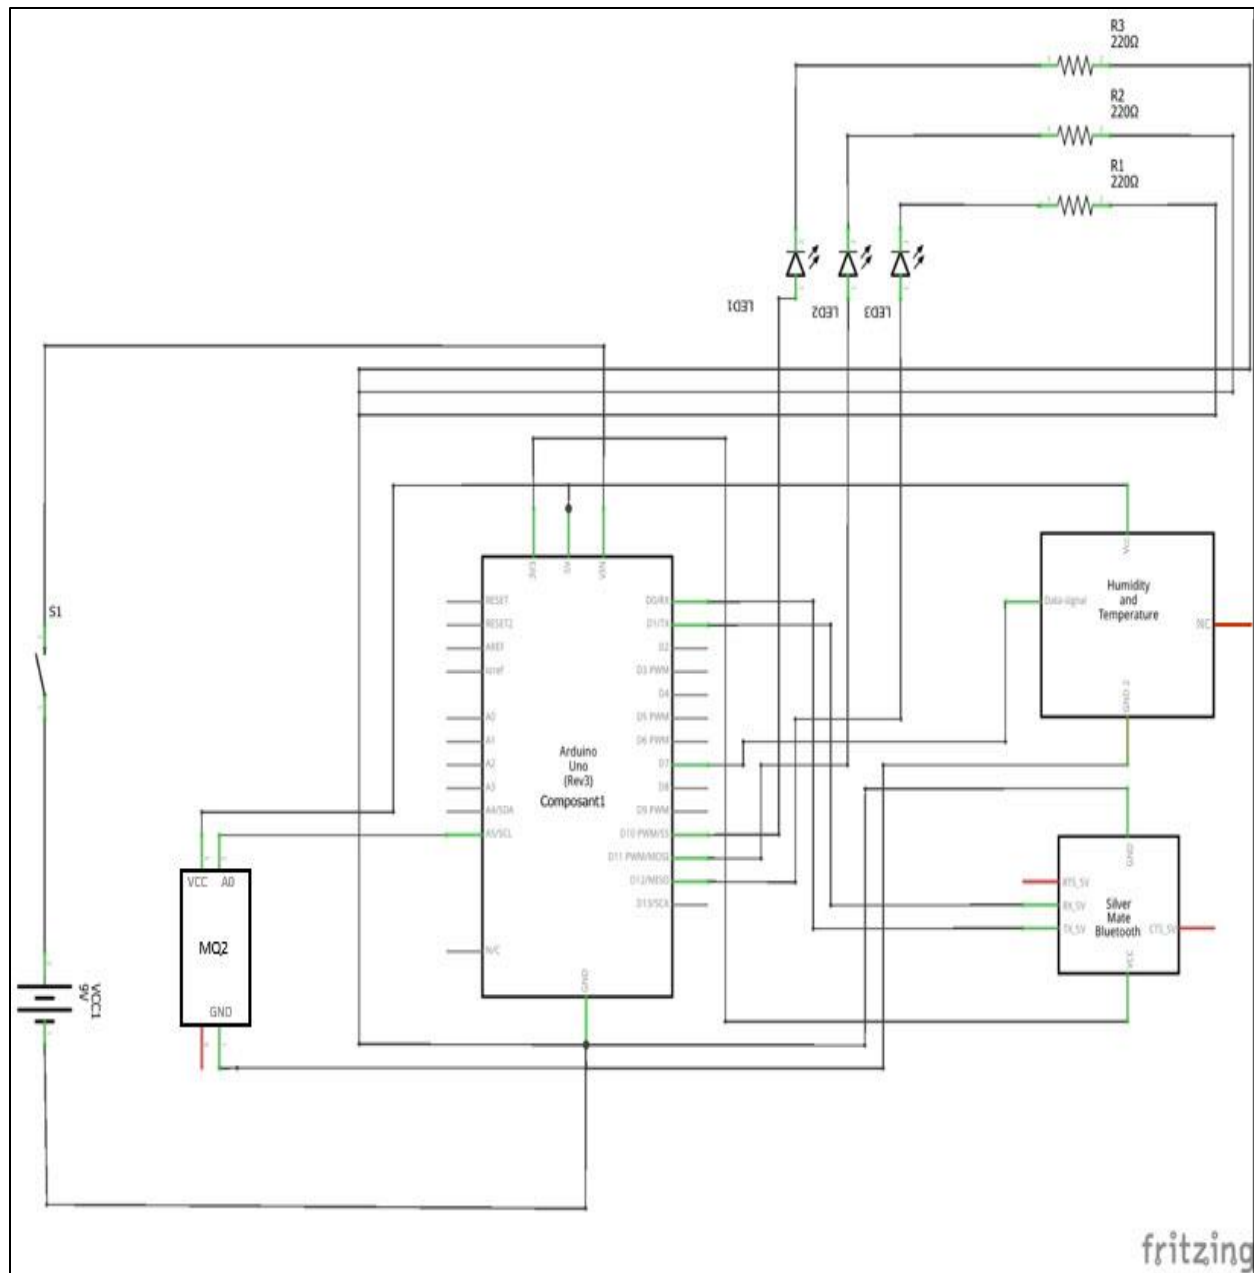 R3
220Ω
R2
220Ω
R1
220Ω
LED1
LED2
LED3
S1
3V3
5V
VIN
RESET
RESET2
AREF
ioref
A0
A1
A2
A3
A4/SDA
A5/SCL
N/C
D0/RX
D1/TX
D2
D3 PWM
D4
D5 PWM
D6 PWM
D7
D8
D9 PWM
D10 PWM/SS
D11 PWM/MOSI
D12/MISO
D13/SCK
GND
Arduino
Uno
(Rev3)
Composant1
Vcc
Humidity
and
Temperature
Data-signal
NC
GND 2
GND
RTS_5V
RX_5V
TX_5V
Silver
Mate
Bluetooth
CTS_5V
VCC
VCC A0
MQ2
GND
VCC1
9V
fritzing